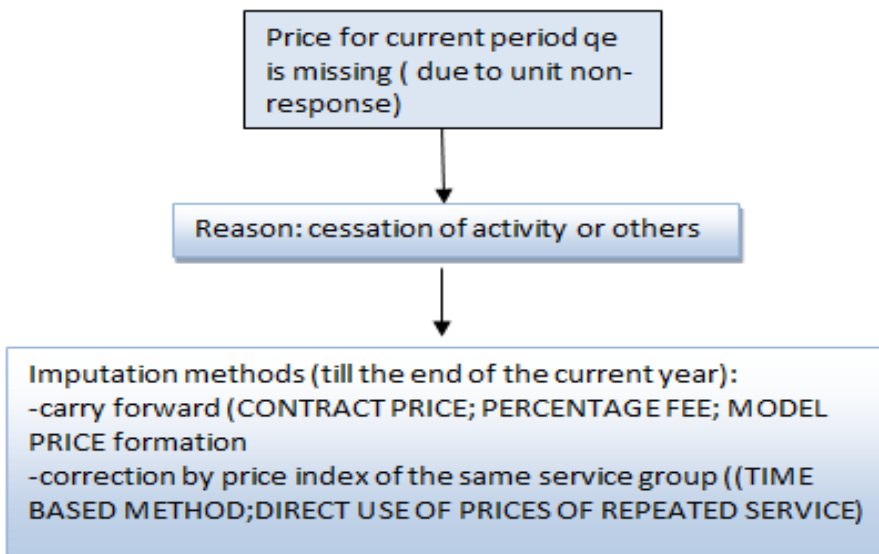 Price for current period qe
is missing ( due to unit non-
response)
Reason: cessation of activity or others
Imputation methods (till the end of the current year):
-carry forward (CONTRACT PRICE; PERCENTAGE FEE; MODEL
PRICE formation
-correction by price index of the same service group ((TIME
BASED METHOD;DIRECT USE OF PRICES OF REPEATED SERVICE)